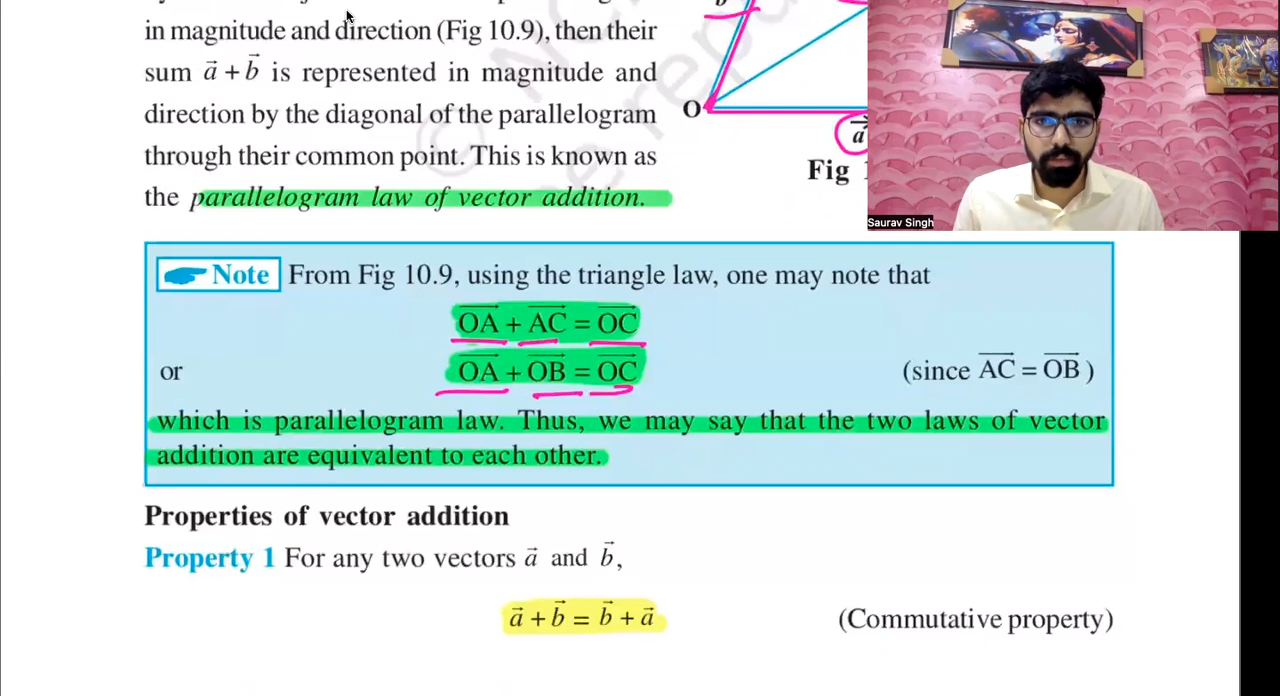 in magnitude and direction (Fig 10.9), then their
sum a⃗ + b⃗ is represented in magnitude and
direction by the diagonal of the parallelogram
through their common point. This is known as
the parallelogram law of vector addition.
O
a⃗
Fig
Saurav Singh
Note From Fig 10.9, using the triangle law, one may note that
OA + AC = OC
or OA + OB = OC (since AC = OB)
which is parallelogram law. Thus, we may say that the two laws of vector
addition are equivalent to each other.
Properties of vector addition
Property 1 For any two vectors a⃗ and b⃗,
a⃗ + b⃗ = b⃗ + a⃗ (Commutative property)